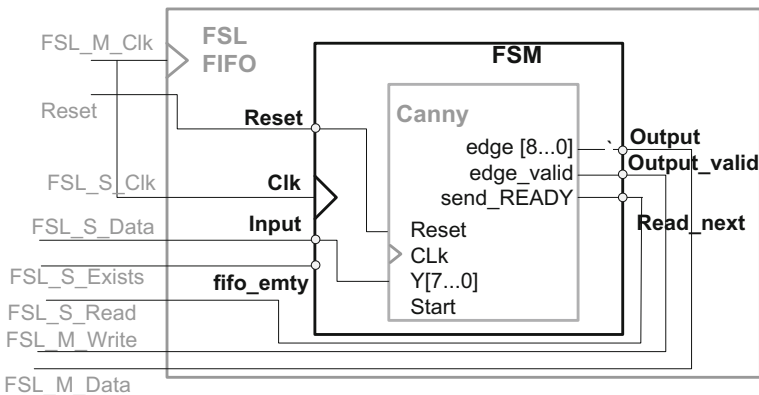 FSL_M_Clk
FSL
FIFO
FSM
Reset
Reset
Canny
edge [8...0]
Output
edge_valid
Output_valid
FSL_S_Clk
Clk
send_READY
FSL_S_Data
Input
Read_next
Reset
CLk
FSL_S_Exists
fifo_emty
Y[7...0]
Start
FSL_S_Read
FSL_M_Write
FSL_M_Data